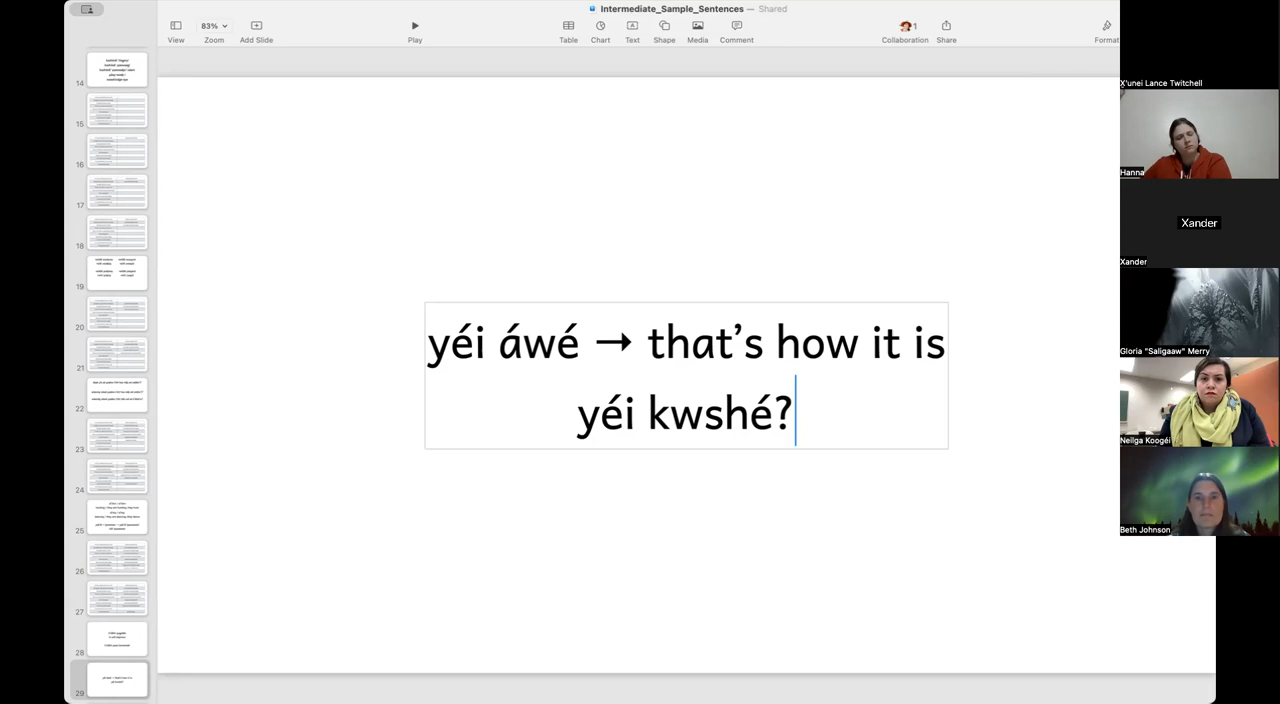 Intermediate_Sample_Sentences — Shared
83%
View
Zoom
Add Slide
Play
Table
Chart
Text
Shape
Media
Comment
1
Collaboration
Share
Format
14
15
16
17
18
19
20
21
22
23
24
25
26
27
28
29
yéi áwé → that’s how it is
yéi kwshé?
X̱'unei Lance Twitchell
Hanna
Xander
Xander
Gloria "Saligaaw" Merry
Neilga Koogéi
Beth Johnson